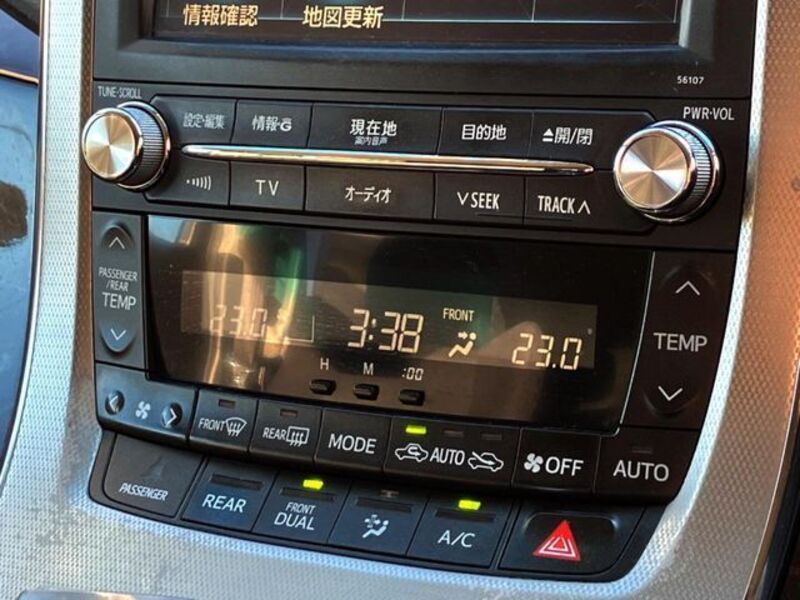 情報確認 地図更新
56107
TUNE·SCROLL
PWR·VOL
設定·編集 情報·G 現在地 目的地 ▲開/閉
案内音声
TV オーディオ ∨SEEK TRACK∧
PASSENGER
/REAR
TEMP
23.0 3:38 FRONT 23.0
TEMP
H M :00
FRONT REAR MODE AUTO OFF AUTO
PASSENGER REAR FRONT
DUAL A/C